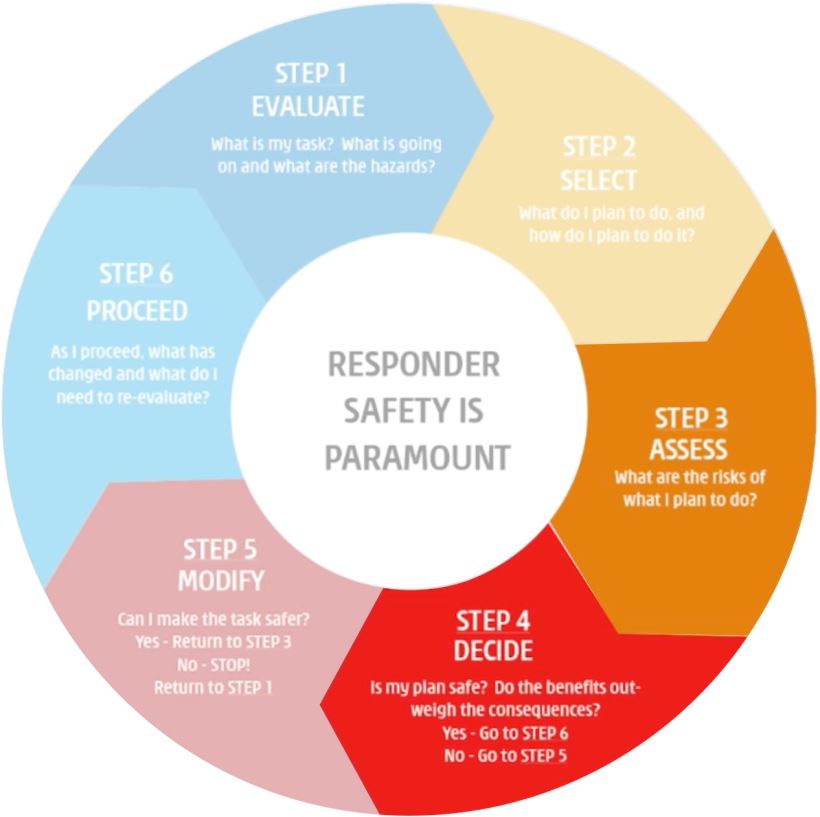 STEP 1
EVALUATE
What is my task? What is going
on and what are the hazards?
STEP 2
SELECT
What do I plan to do, and
how do I plan to do it?
STEP 3
ASSESS
What are the risks of
what I plan to do?
STEP 4
DECIDE
Is my plan safe? Do the benefits out-
weigh the consequences?
Yes - Go to STEP 6
No - Go to STEP 5
STEP 5
MODIFY
Can I make the task safer?
Yes - Return to STEP 3
No - STOP!
Return to STEP 1
STEP 6
PROCEED
As I proceed, what has
changed and what do I
need to re-evaluate?
RESPONDER
SAFETY IS
PARAMOUNT